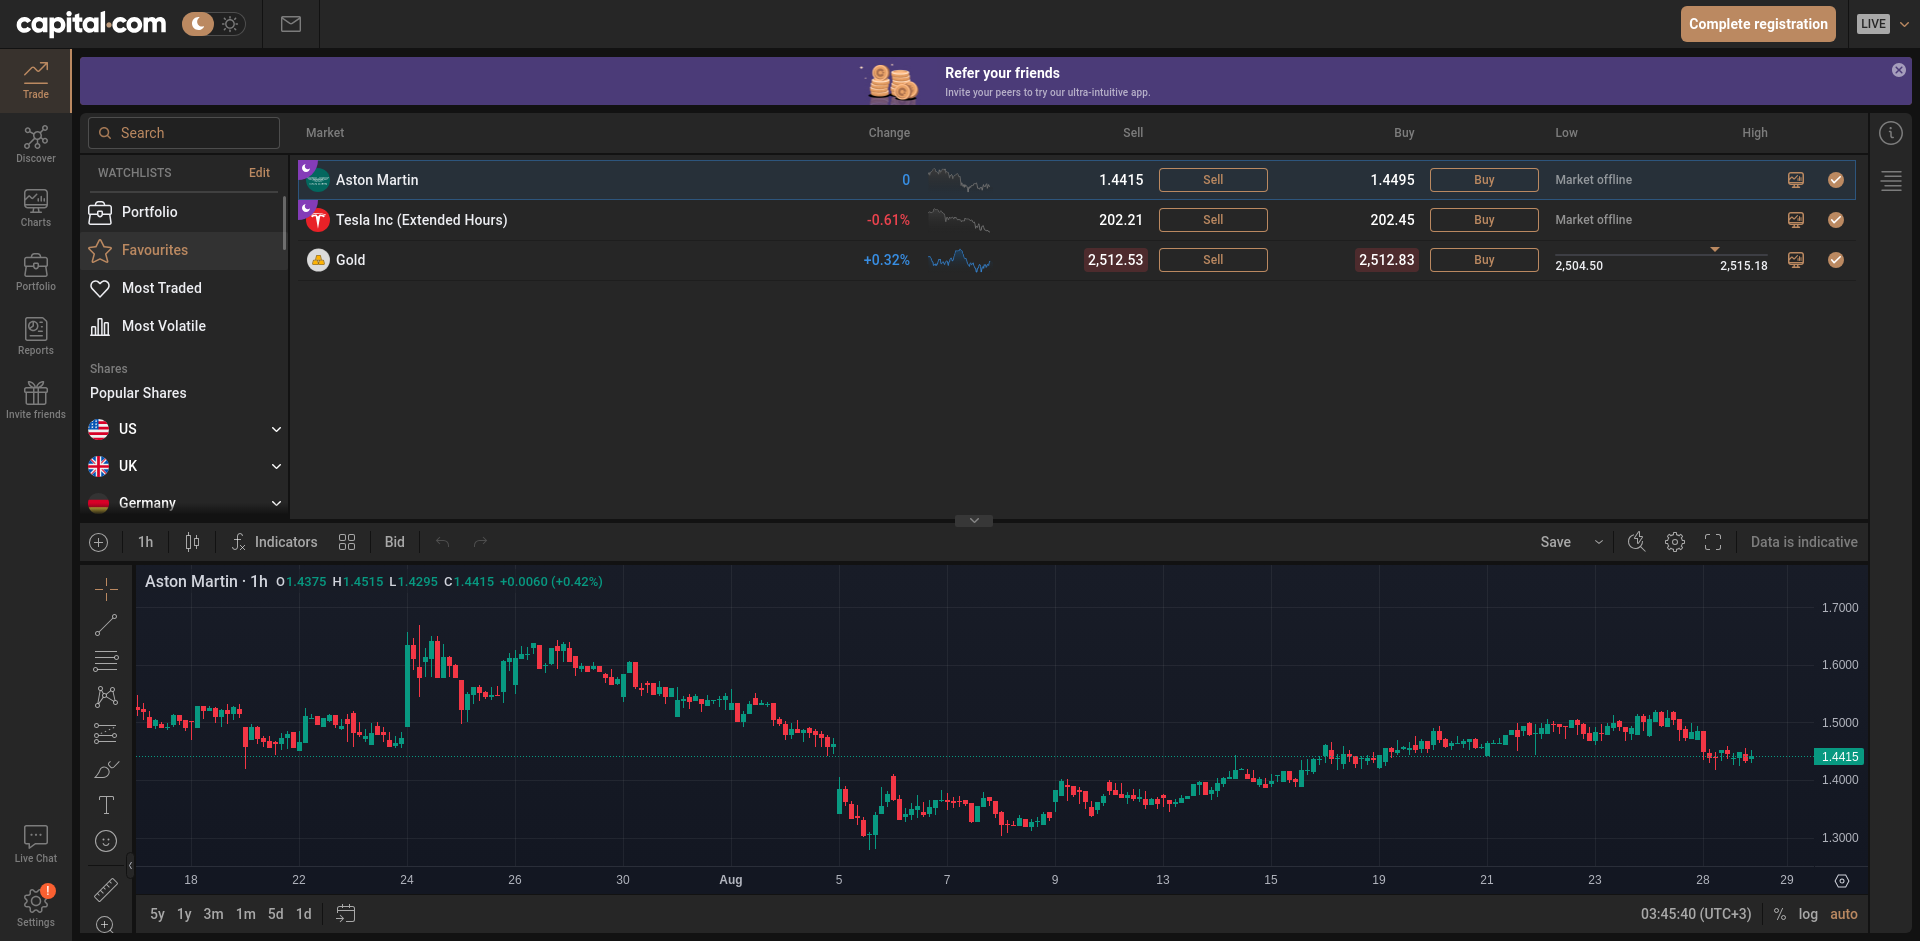 capital.com
Complete registration
LIVE
Trade
Refer your friends
Invite your peers to try our ultra-intuitive app.
Search
Market Change Sell Buy Low High
Discover
WATCHLISTS Edit
Aston Martin 0 1.4415 Sell 1.4495 Buy Market offline
Portfolio
Charts
Tesla Inc (Extended Hours) -0.61% 202.21 Sell 202.45 Buy Market offline
Favourites
Gold +0.32% 2,512.53 Sell 2,512.83 Buy 2,504.50 2,515.18
Portfolio
Most Traded
Most Volatile
Reports
Shares
Popular Shares
Invite friends
US
UK
Germany
1h Indicators Bid Save Data is indicative
Aston Martin · 1h O1.4375 H1.4515 L1.4295 C1.4415 +0.0060 (+0.42%)
1.7000
1.6000
1.5000
1.4415
1.4000
1.3000
Live Chat
18 22 24 26 30 Aug 5 7 9 13 15 19 21 23 28 29
!
Settings
5y 1y 3m 1m 5d 1d 03:45:40 (UTC+3) % log auto